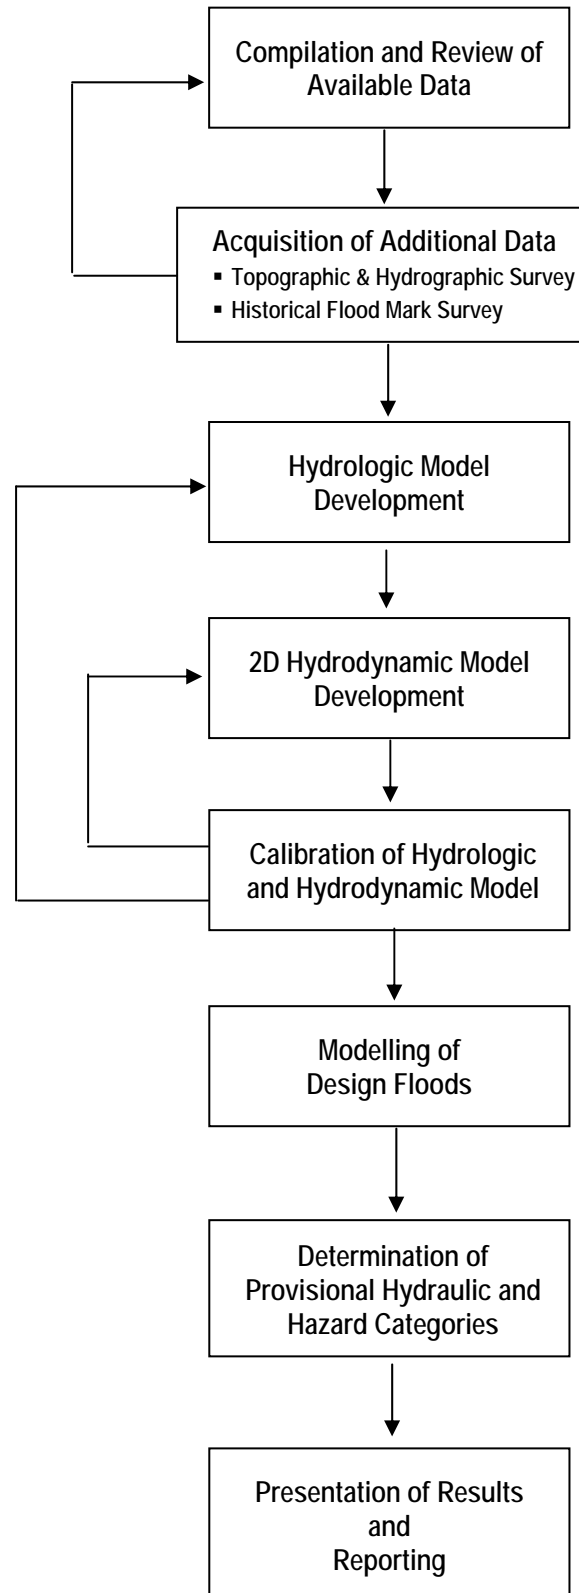 Compilation and Review of
Available Data
Acquisition of Additional Data
▪ Topographic & Hydrographic Survey
▪ Historical Flood Mark Survey
Hydrologic Model
Development
2D Hydrodynamic Model
Development
Calibration of Hydrologic
and Hydrodynamic Model
Modelling of
Design Floods
Determination of
Provisional Hydraulic and
Hazard Categories
Presentation of Results
and
Reporting